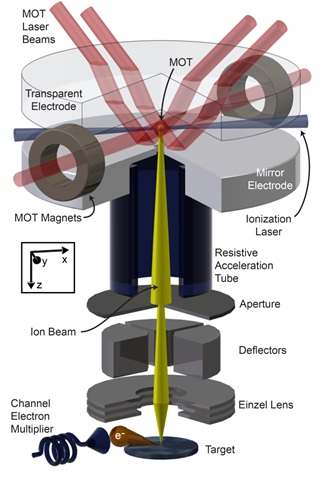 MOT
Laser
Beams
MOT
Transparent
Electrode
Mirror
Electrode
MOT Magnets
Ionization
Laser
x
y
z
Resistive
Acceleration
Tube
Aperture
Ion Beam
Deflectors
Einzel Lens
Channel
Electron
Multiplier
e-
Target